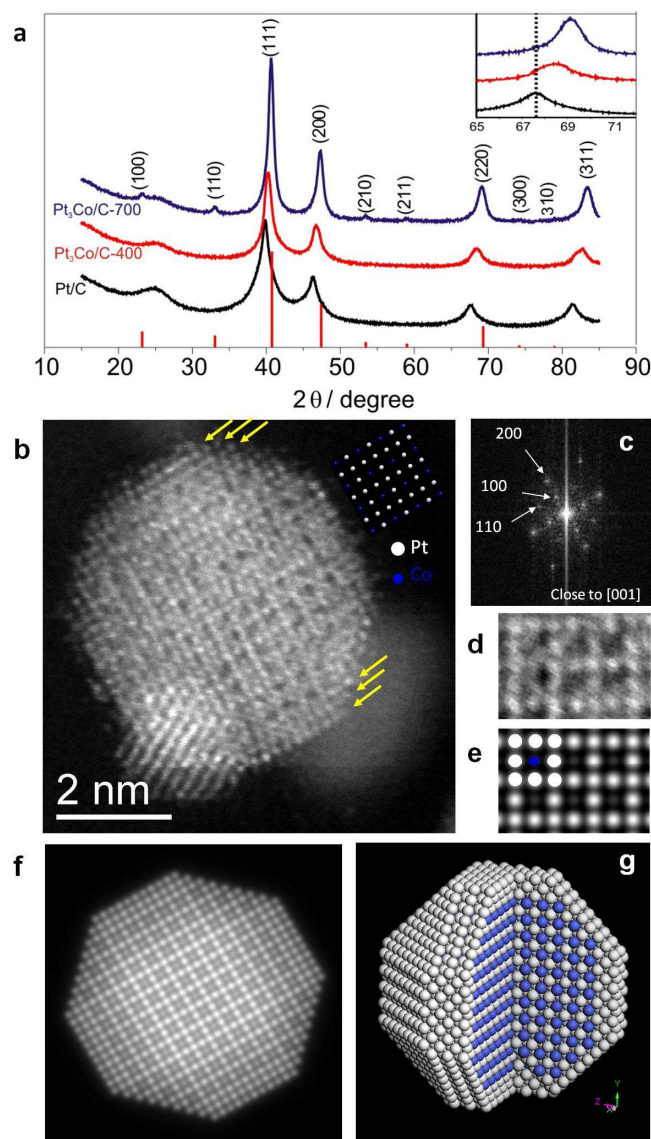 a
(111)
(200)
(100)
(110)
(210)
(211)
(220)
(300)
310)
(311)
65 67 69 71
Pt₃Co/C-700
Pt₃Co/C-400
Pt/C
10 20 30 40 50 60 70 80 90
2 θ / degree
b
Pt
Co
2 nm
c
200
100
110
Close to [001]
d
e
f
g
Y
Z
X